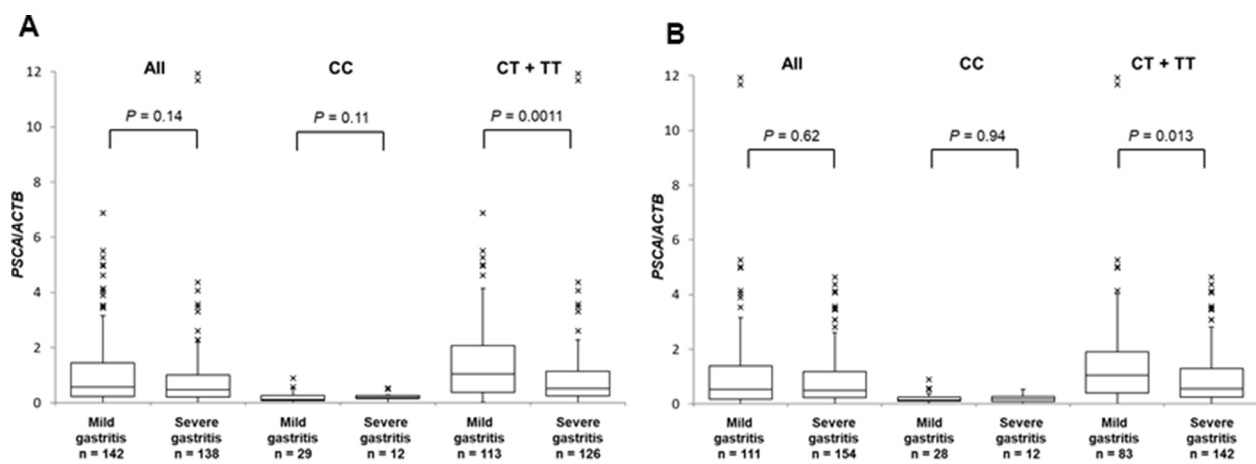 A
All
CC
CT + TT
P = 0.14
P = 0.11
P = 0.0011
PSCA/ACTB
12
10
8
6
4
2
0
Mild gastritis n = 142
Severe gastritis n = 138
Mild gastritis n = 29
Severe gastritis n = 12
Mild gastritis n = 113
Severe gastritis n = 126
B
All
CC
CT + TT
P = 0.62
P = 0.94
P = 0.013
PSCA/ACTB
12
10
8
6
4
2
0
Mild gastritis n = 111
Severe gastritis n = 154
Mild gastritis n = 28
Severe gastritis n = 12
Mild gastritis n = 83
Severe gastritis n = 142